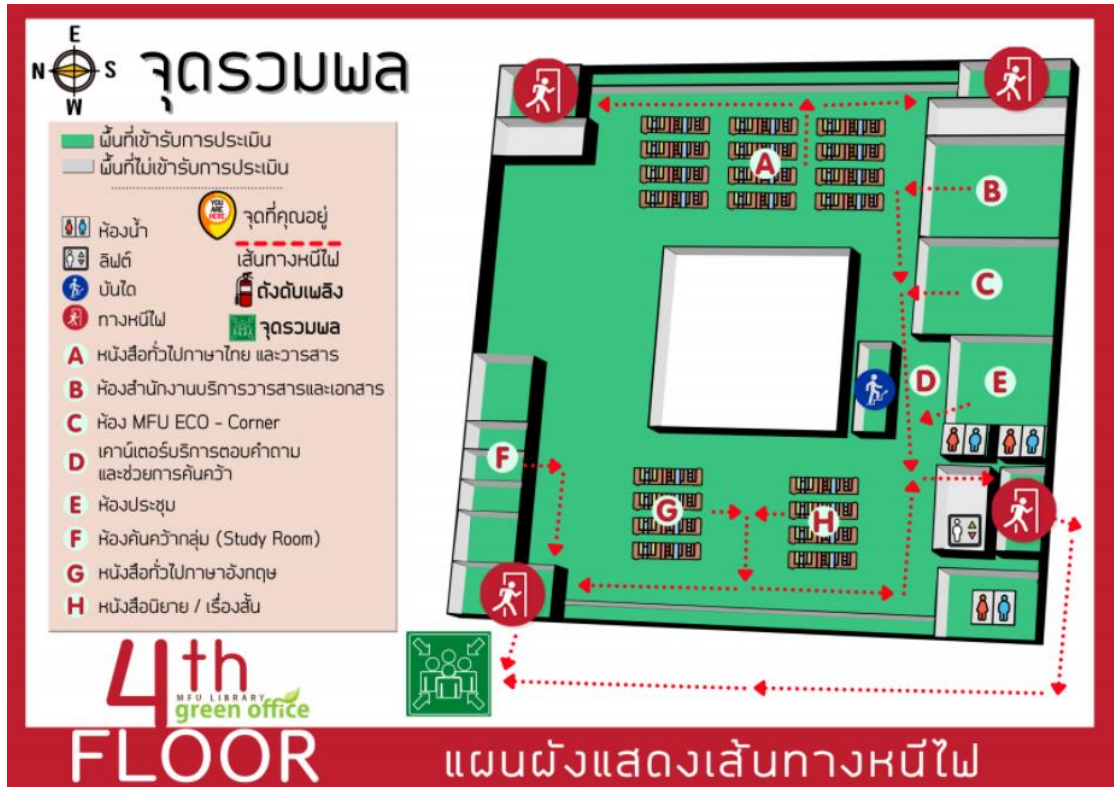 E
N S
W
จุดรวมพล
พื้นที่เข้ารับการประเมิน
พื้นที่ไม่เข้ารับการประเมิน
YOU ARE HERE
จุดที่คุณอยู่
ห้องน้ำ
เส้นทางหนีไฟ
ลิฟต์
ถังดับเพลิง
บันได
จุดรวมพล
ทางหนีไฟ
A หนังสือทั่วไปภาษาไทย และวารสาร
B ห้องสำนักงานบริการวารสารและเอกสาร
C ห้อง MFU ECO - Corner
D เคาน์เตอร์บริการตอบคำถาม
และช่วยการค้นคว้า
E ห้องประชุม
F ห้องค้นคว้ากลุ่ม (Study Room)
G หนังสือทั่วไปภาษาอังกฤษ
H หนังสือนิยาย / เรื่องสั้น
A
B
C
D
E
F
G
H
4th
MFU LIBRARY
green office
FLOOR
แผนผังแสดงเส้นทางหนีไฟ